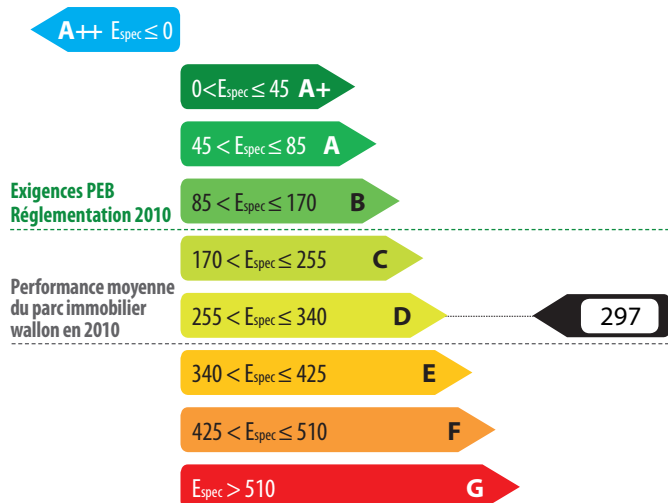 A++ Espec ≤ 0
0<Espec ≤ 45 A+
45 < Espec ≤ 85 A
Exigences PEB
Réglementation 2010
85 < Espec ≤ 170 B
170 < Espec ≤ 255 C
Performance moyenne
du parc immobilier
wallon en 2010
255 < Espec ≤ 340 D
297
340 < Espec ≤ 425 E
425 < Espec ≤ 510 F
Espec > 510 G